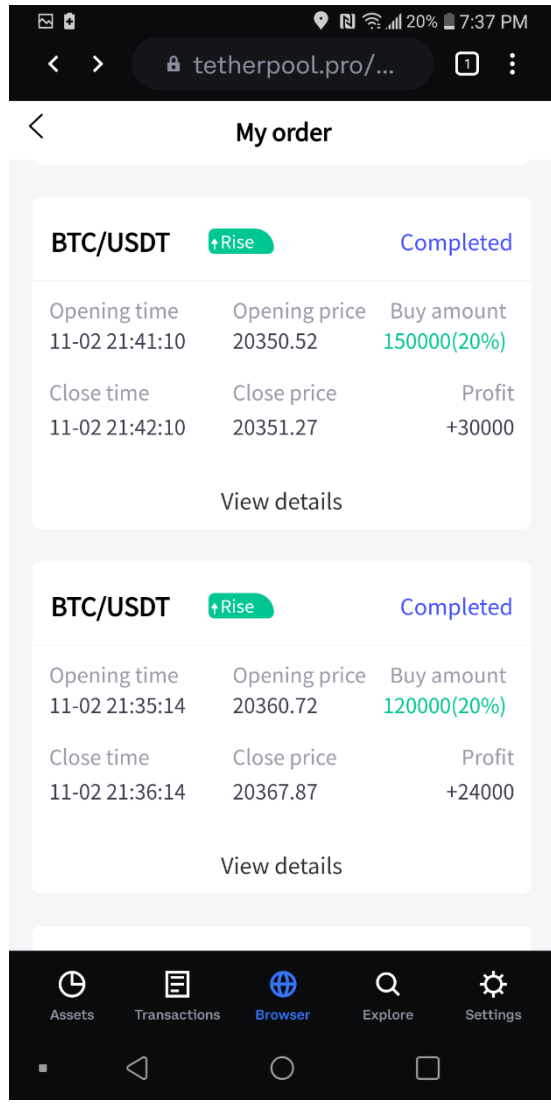 20% 7:37 PM
tetherpool.pro/... 1
My order
BTC/USDT Rise Completed
Opening time Opening price Buy amount
11-02 21:41:10 20350.52 150000(20%)
Close time Close price Profit
11-02 21:42:10 20351.27 +30000
View details
BTC/USDT Rise Completed
Opening time Opening price Buy amount
11-02 21:35:14 20360.72 120000(20%)
Close time Close price Profit
11-02 21:36:14 20367.87 +24000
View details
Assets Transactions Browser Explore Settings